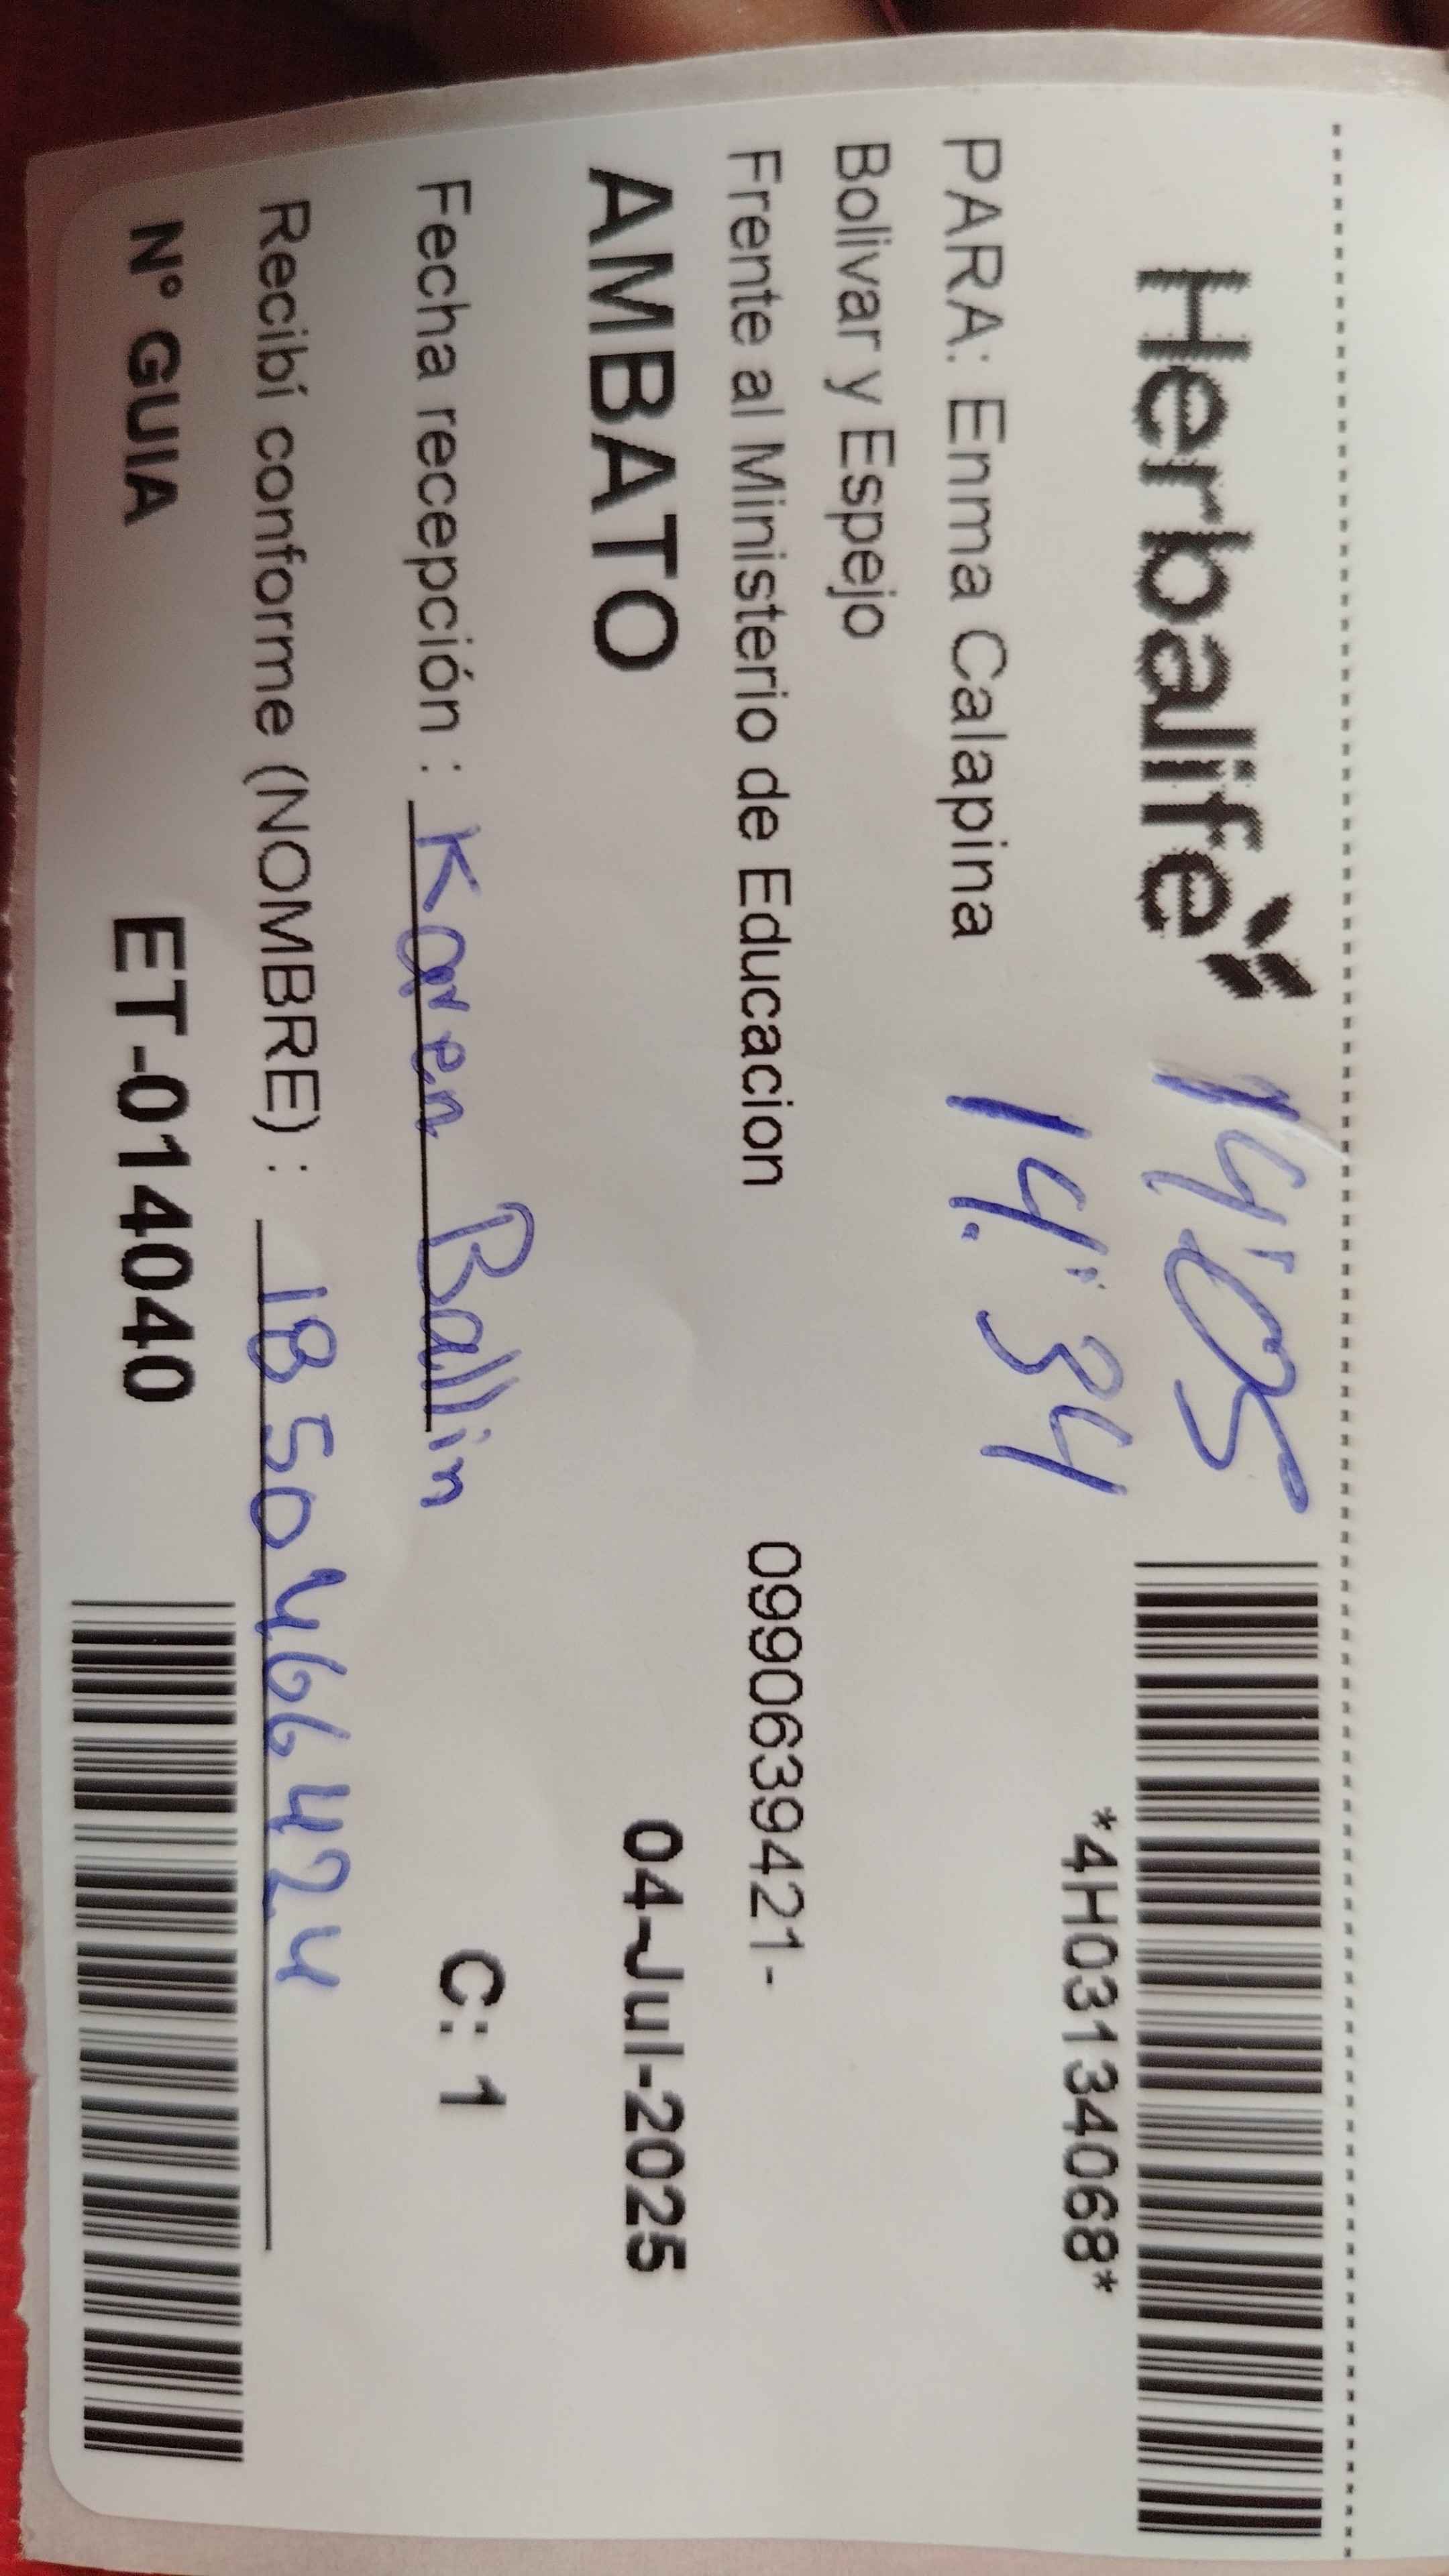 Herbalife 14:05
*4H03134068*
PARA: Enma Calapina 14:34
Bolivar y Espejo
Frente al Ministerio de Educacion 0990639421-
AMBATO 04-Jul-2025
Fecha recepción : Karen Ballin
C: 1
Recibí conforme (NOMBRE) : 1850466424
N° GUIA ET-014040